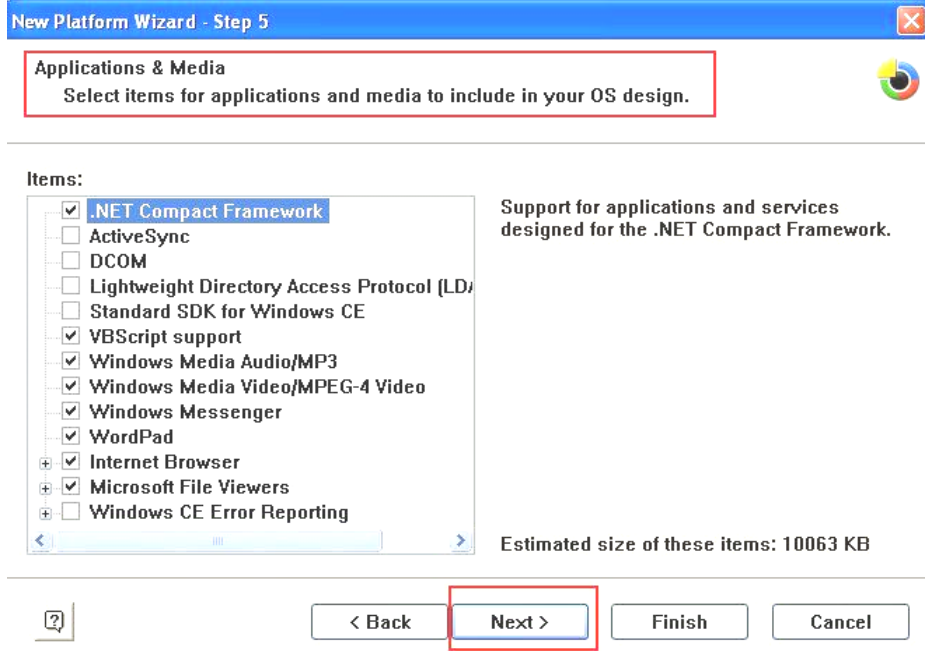 New Platform Wizard - Step 5
Applications & Media
Select items for applications and media to include in your OS design.
Items:
.NET Compact Framework
ActiveSync
DCOM
Lightweight Directory Access Protocol (LDA
Standard SDK for Windows CE
VBScript support
Windows Media Audio/MP3
Windows Media Video/MPEG-4 Video
Windows Messenger
WordPad
Internet Browser
Microsoft File Viewers
Windows CE Error Reporting
Support for applications and services
designed for the .NET Compact Framework.
Estimated size of these items: 10063 KB
< Back
Next >
Finish
Cancel